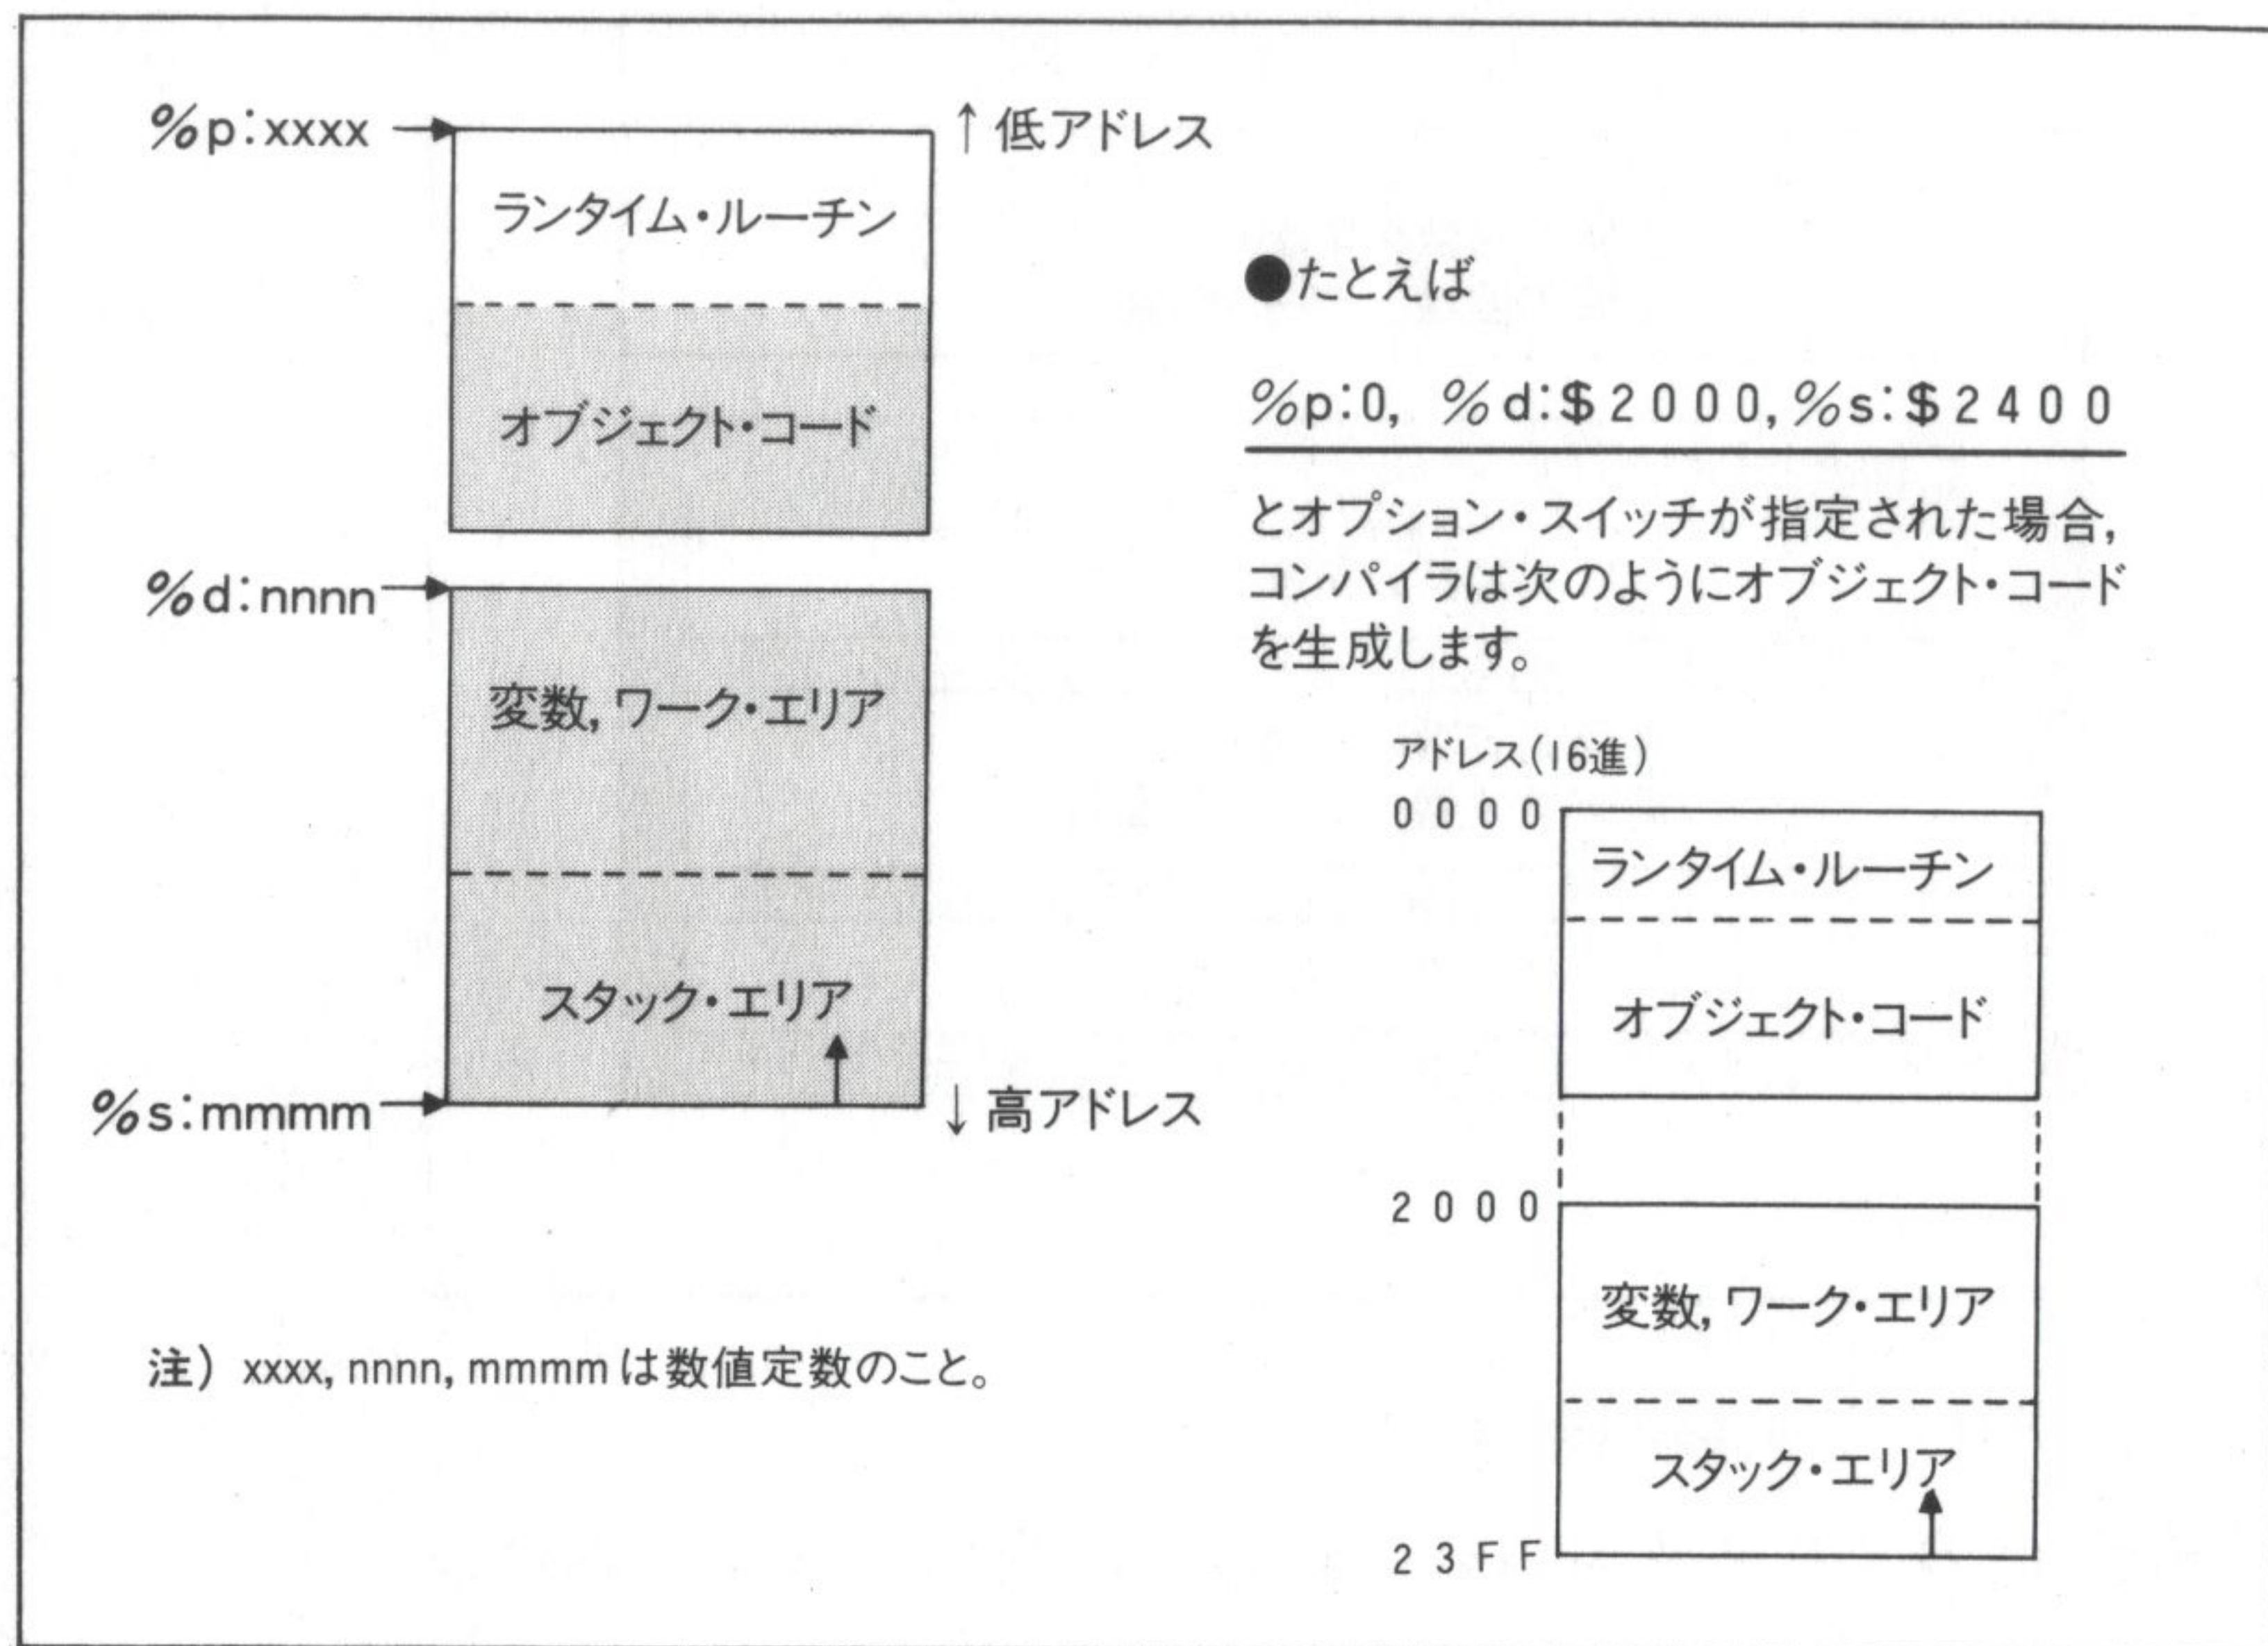 %p:xxxx
↑低アドレス
ランタイム・ルーチン
オブジェクト・コード
%d:nnnn
変数, ワーク・エリア
スタック・エリア
%s:mmmm
↓高アドレス
注) xxxx, nnnn, mmmm は数値定数のこと。
●たとえば
%p:0, %d:$2000,%s:$2400
とオプション・スイッチが指定された場合,
コンパイラは次のようにオブジェクト・コード
を生成します。
アドレス(16進)
0000
ランタイム・ルーチン
オブジェクト・コード
2000
変数, ワーク・エリア
スタック・エリア
23FF